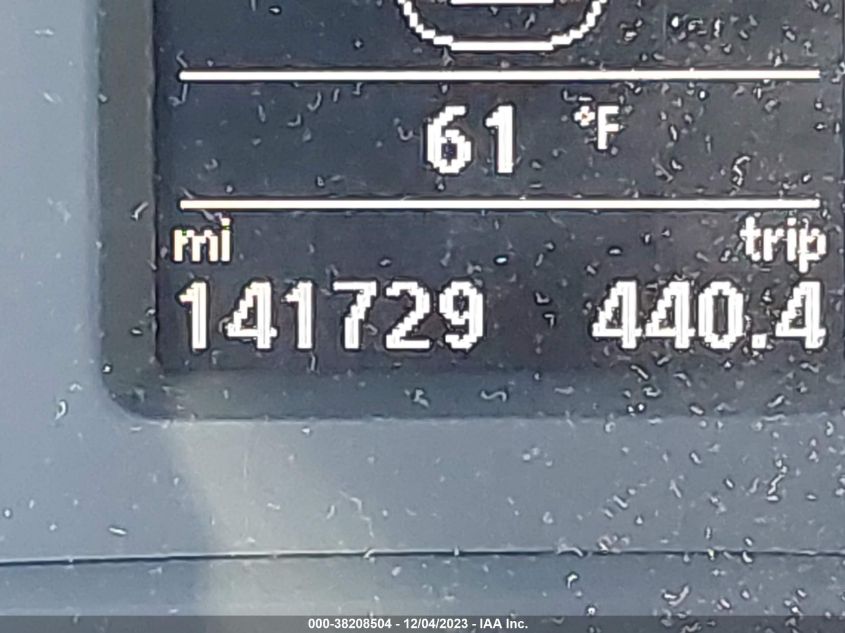 61 °F
mi trip
141729 440.4
000-38208504 - 12/04/2023 - IAA Inc.